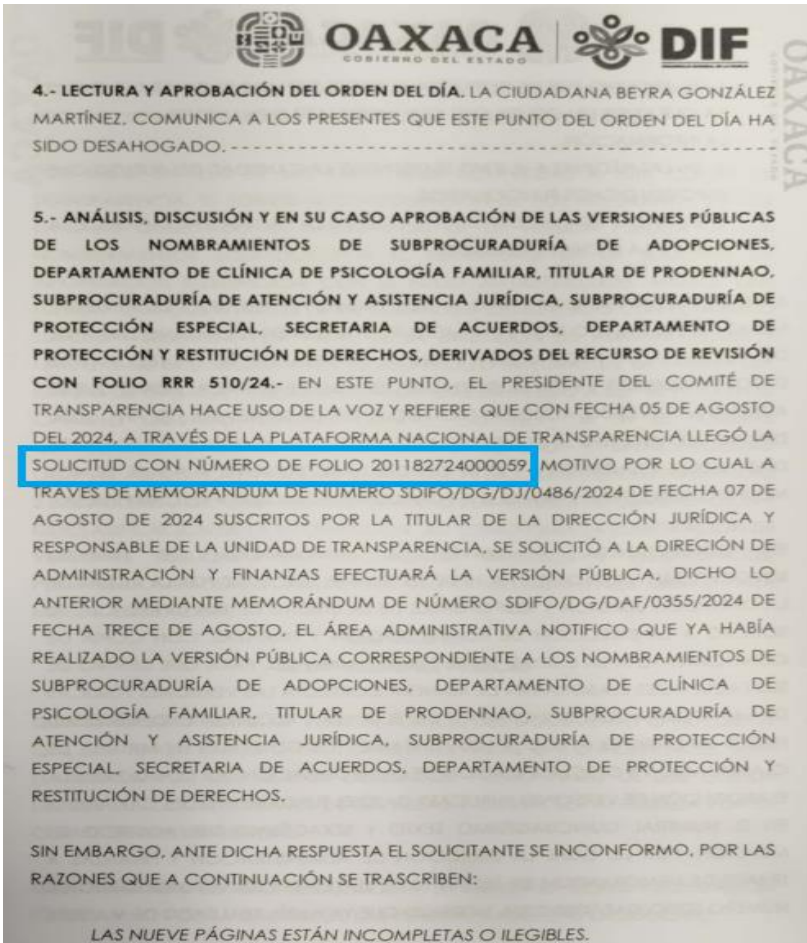 OAXACA DIF
GOBIERNO DEL ESTADO
OAXACA
4.- LECTURA Y APROBACIÓN DEL ORDEN DEL DÍA. LA CIUDADANA BEYRA GONZÁLEZ
MARTÍNEZ, COMUNICA A LOS PRESENTES QUE ESTE PUNTO DEL ORDEN DEL DÍA HA
SIDO DESAHOGADO. - - - - - - - - - - - - - - - - - - - - - - - - - - - - - - - - - - - - - - - - - - - - - - - - - - - -
5.- ANÁLISIS, DISCUSIÓN Y EN SU CASO APROBACIÓN DE LAS VERSIONES PÚBLICAS
DE LOS NOMBRAMIENTOS DE SUBPROCURADURÍA DE ADOPCIONES,
DEPARTAMENTO DE CLÍNICA DE PSICOLOGÍA FAMILIAR, TITULAR DE PRODENNAO,
SUBPROCURADURÍA DE ATENCIÓN Y ASISTENCIA JURÍDICA, SUBPROCURADURÍA DE
PROTECCIÓN ESPECIAL, SECRETARIA DE ACUERDOS, DEPARTAMENTO DE
PROTECCIÓN Y RESTITUCIÓN DE DERECHOS, DERIVADOS DEL RECURSO DE REVISIÓN
CON FOLIO RRR 510/24.- EN ESTE PUNTO, EL PRESIDENTE DEL COMITÉ DE
TRANSPARENCIA HACE USO DE LA VOZ Y REFIERE QUE CON FECHA 05 DE AGOSTO
DEL 2024, A TRAVÉS DE LA PLATAFORMA NACIONAL DE TRANSPARENCIA LLEGÓ LA
SOLICITUD CON NÚMERO DE FOLIO 201182724000059, MOTIVO POR LO CUAL A
TRAVÉS DE MEMORÁNDUM DE NÚMERO SDIFO/DG/DJ/0486/2024 DE FECHA 07 DE
AGOSTO DE 2024 SUSCRITOS POR LA TITULAR DE LA DIRECCIÓN JURÍDICA Y
RESPONSABLE DE LA UNIDAD DE TRANSPARENCIA, SE SOLICITÓ A LA DIRECIÓN DE
ADMINISTRACIÓN Y FINANZAS EFECTUARÁ LA VERSIÓN PÚBLICA, DICHO LO
ANTERIOR MEDIANTE MEMORÁNDUM DE NÚMERO SDIFO/DG/DAF/0355/2024 DE
FECHA TRECE DE AGOSTO, EL ÁREA ADMINISTRATIVA NOTIFICO QUE YA HABÍA
REALIZADO LA VERSIÓN PÚBLICA CORRESPONDIENTE A LOS NOMBRAMIENTOS DE
SUBPROCURADURÍA DE ADOPCIONES, DEPARTAMENTO DE CLÍNICA DE
PSICOLOGÍA FAMILIAR, TITULAR DE PRODENNAO, SUBPROCURADURÍA DE
ATENCIÓN Y ASISTENCIA JURÍDICA, SUBPROCURADURÍA DE PROTECCIÓN
ESPECIAL, SECRETARIA DE ACUERDOS, DEPARTAMENTO DE PROTECCIÓN Y
RESTITUCIÓN DE DERECHOS.
SIN EMBARGO, ANTE DICHA RESPUESTA EL SOLICITANTE SE INCONFORMO, POR LAS
RAZONES QUE A CONTINUACIÓN SE TRASCRIBEN:
LAS NUEVE PÁGINAS ESTÁN INCOMPLETAS O ILEGIBLES.